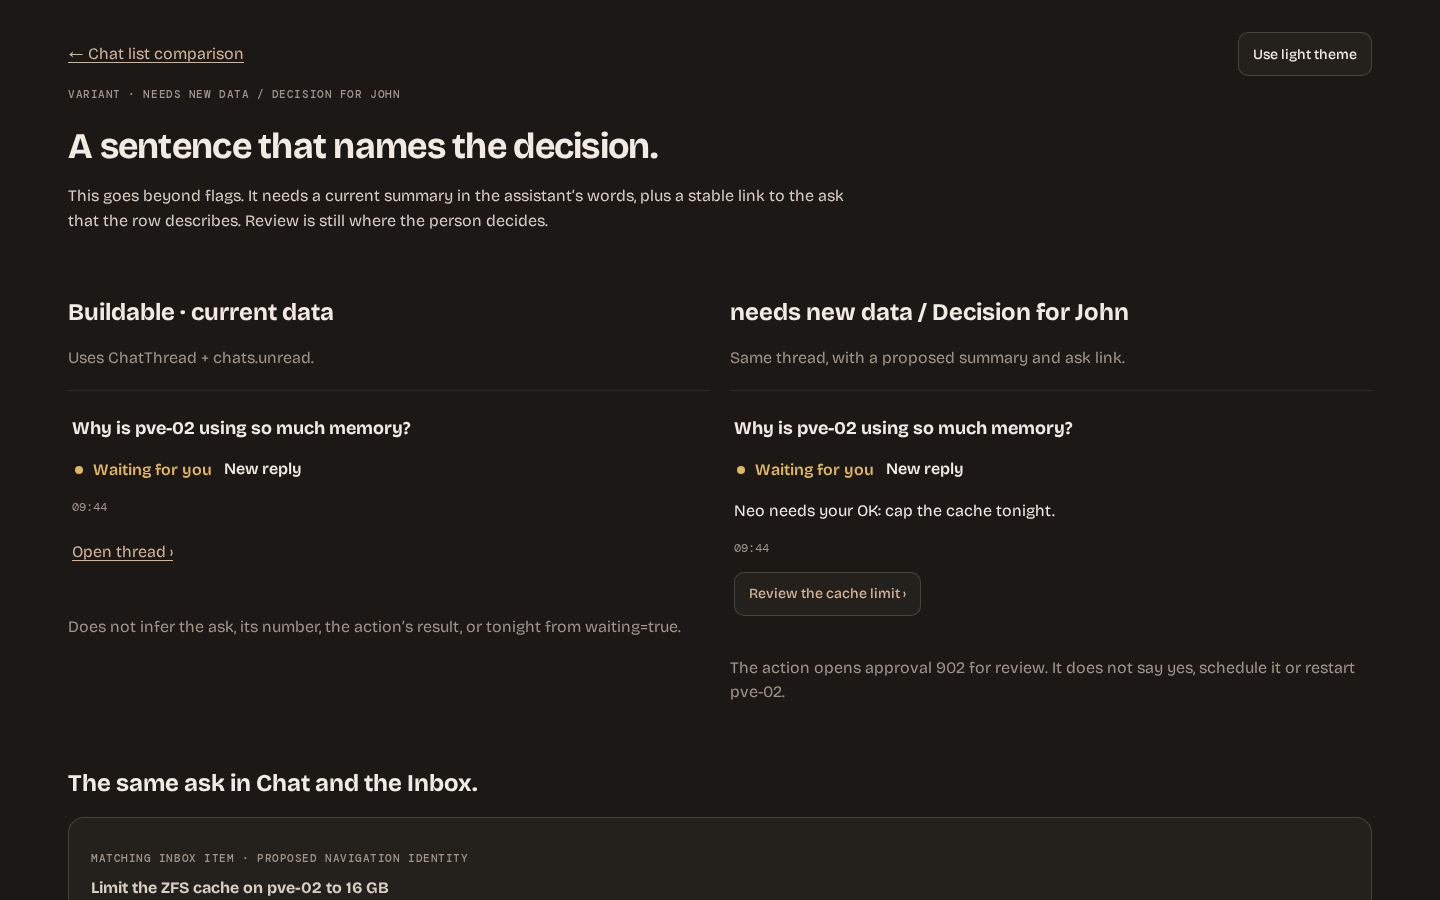 ← Chat list comparison
Use light theme
VARIANT · NEEDS NEW DATA / DECISION FOR JOHN
A sentence that names the decision.
This goes beyond flags. It needs a current summary in the assistant's words, plus a stable link to the ask
that the row describes. Review is still where the person decides.
Buildable · current data
Uses ChatThread + chats.unread.
Why is pve-02 using so much memory?
Waiting for you New reply
09:44
Open thread ›
Does not infer the ask, its number, the action's result, or tonight from waiting=true.
needs new data / Decision for John
Same thread, with a proposed summary and ask link.
Why is pve-02 using so much memory?
Waiting for you New reply
Neo needs your OK: cap the cache tonight.
09:44
Review the cache limit ›
The action opens approval 902 for review. It does not say yes, schedule it or restart
pve-02.
The same ask in Chat and the Inbox.
MATCHING INBOX ITEM · PROPOSED NAVIGATION IDENTITY
Limit the ZFS cache on pve-02 to 16 GB